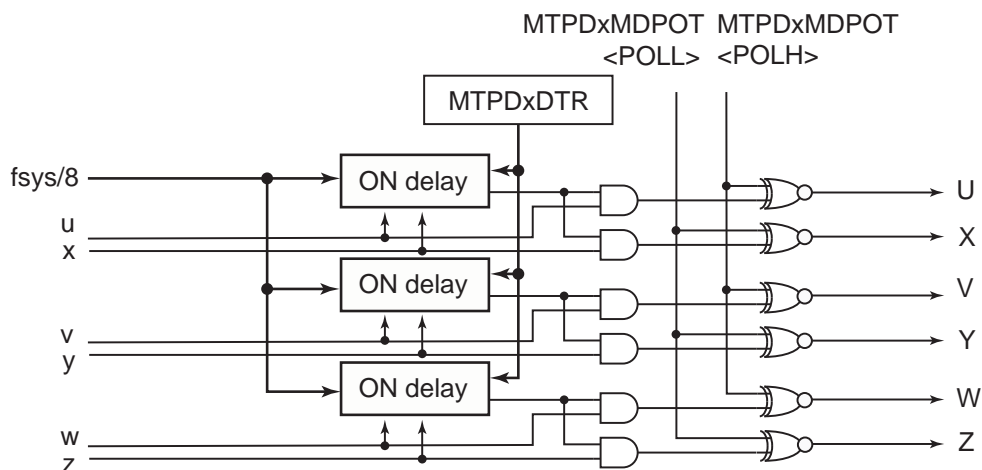 MTPDxMDPOT MTPDxMDPOT
<POLL> <POLH>
MTPDxDTR
fsys/8
ON delay
U
u
x
X
ON delay
V
v
y
Y
ON delay
W
w
z
Z